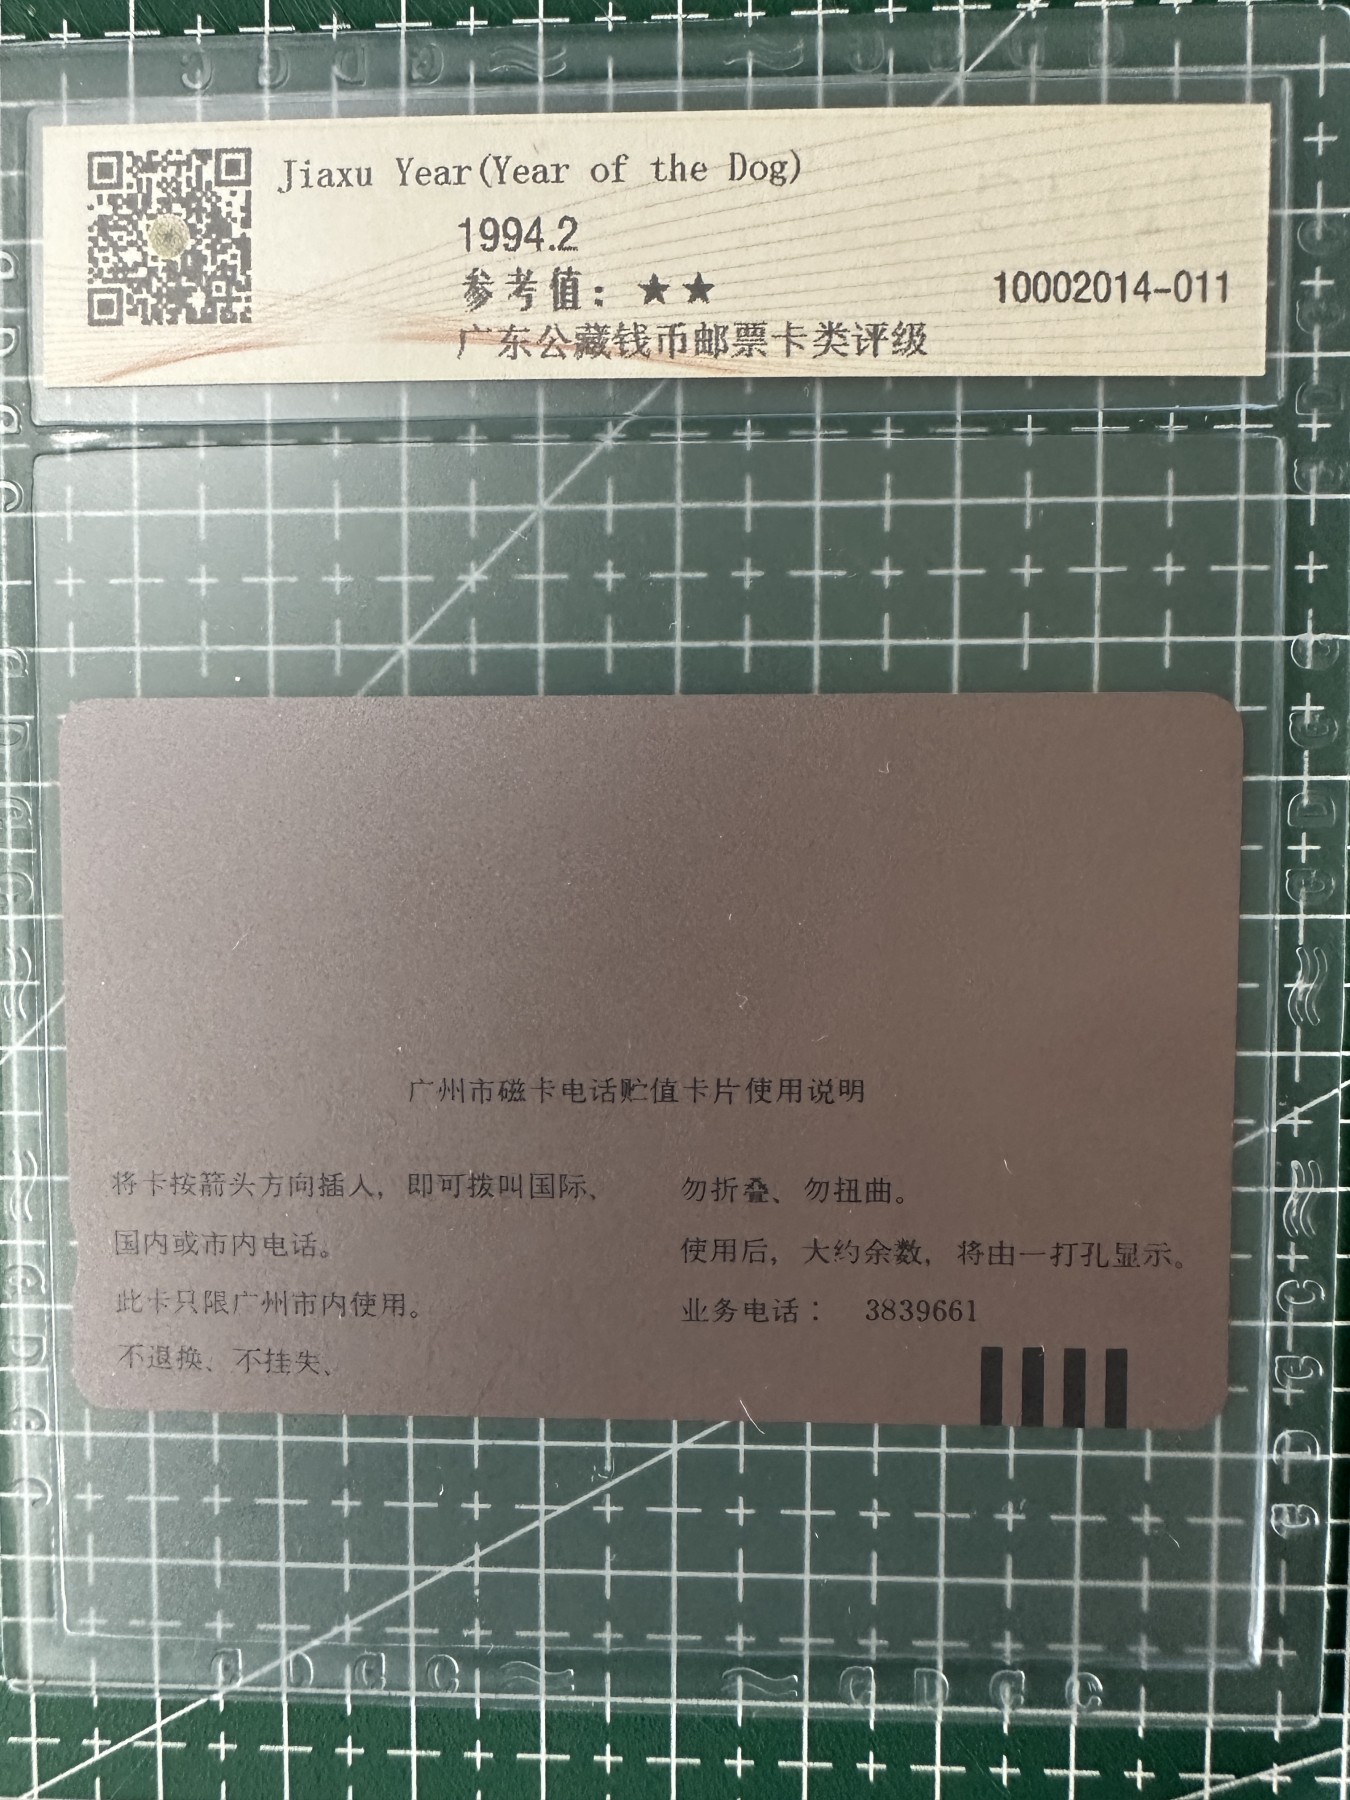 Jiaxu Year(Year of the Dog)
1994.2
参考值：★★
10002014-011
广东公藏钱币邮票卡类评级
广州市磁卡电话贮值卡片使用说明
将卡按箭头方向插入，即可拨叫国际、
国内或市内电话。
此卡只限广州市内使用。
不退换、不挂失、
勿折叠、勿扭曲。
使用后，大约余数，将由一打孔显示。
业务电话： 3839661